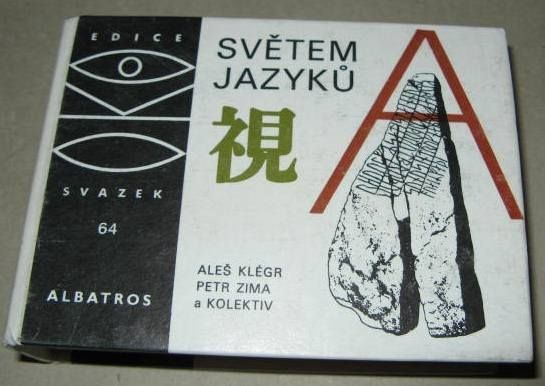 EDICE
SVAZEK
64
ALBATROS
SVĚTEM
JAZYKŮ
視
A
ALEŠ KLÉGR
PETR ZIMA
a KOLEKTIV